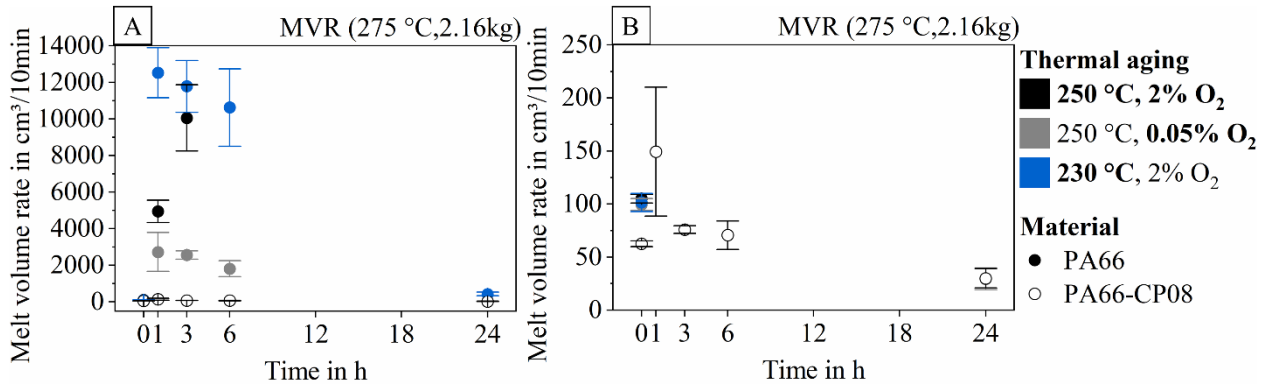 A
MVR (275 °C,2.16kg)
Melt volume rate in cm³/10min
14000
12000
10000
8000
6000
4000
2000
0
0 1 3 6 12 18 24
Time in h
B
MVR (275 °C,2.16kg)
Melt volume rate in cm³/10min
250
200
150
100
50
0
0 1 3 6 12 18 24
Time in h
Thermal aging
250 °C, 2% O₂
250 °C, 0.05% O₂
230 °C, 2% O₂
Material
PA66
PA66-CP08